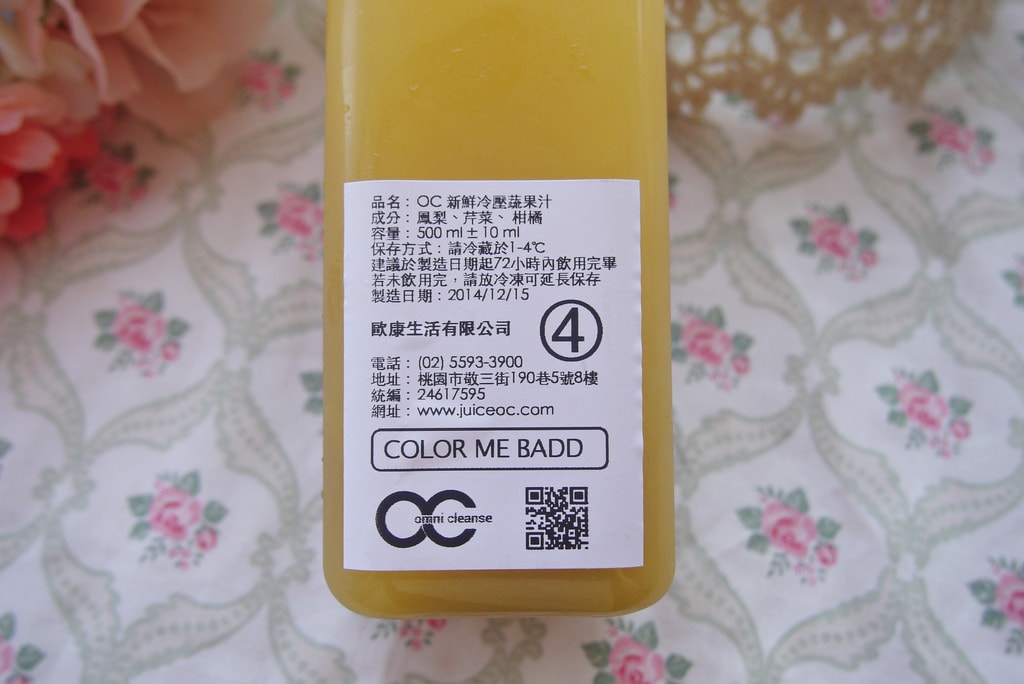 品名：OC 新鮮冷壓蔬果汁
成分：鳳梨、芹菜、柑橘
容量：500 ml ± 10 ml
保存方式：請冷藏於1-4℃
建議於製造日期起72小時內飲用完畢
若未飲用完，請放冷凍可延長保存
製造日期：2014/12/15
歐康生活有限公司
④
電話：(02) 5593-3900
地址：桃園市敬三街190巷5號8樓
統編：24617595
網址：www.juiceoc.com
COLOR ME BADD
OC omni cleanse